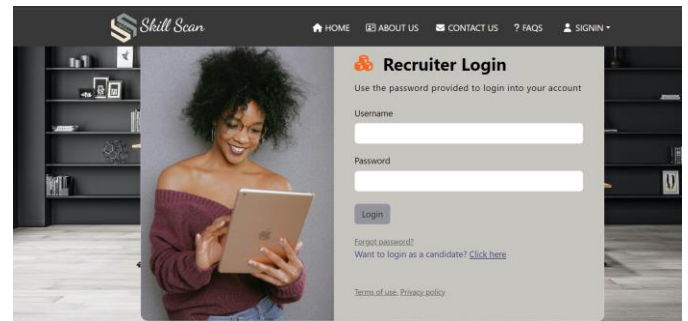 Skill Scan
HOME ABOUT US CONTACT US ? FAQS SIGNIN
Recruiter Login
Use the password provided to login into your account
Username
Password
Login
Forgot password?
Want to login as a candidate? Click here
Terms of use. Privacy policy